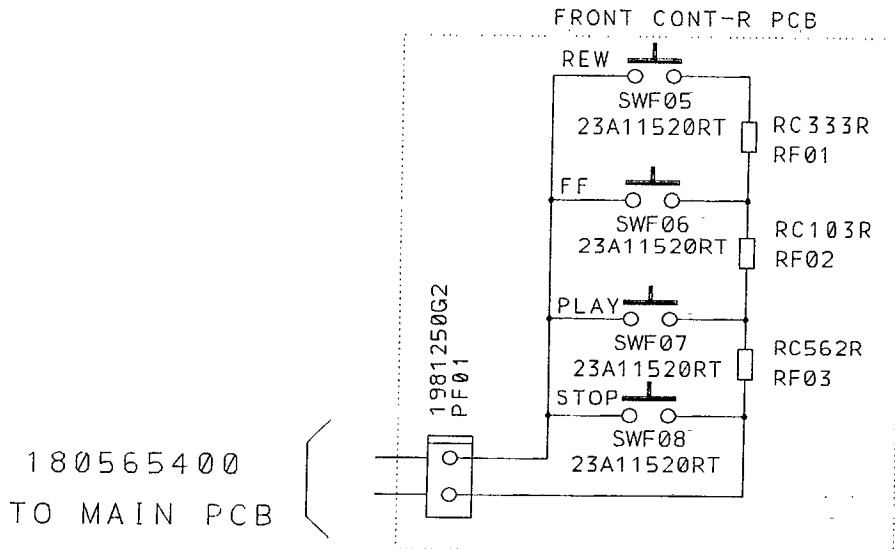 FRONT CONT-R PCB
REW
SWF05
23A11520RT
RC333R
RF01
FF
SWF06
23A11520RT
RC103R
RF02
PLAY
SWF07
23A11520RT
RC562R
RF03
STOP
SWF08
23A11520RT
1981250G2
PF01
180565400
TO MAIN PCB